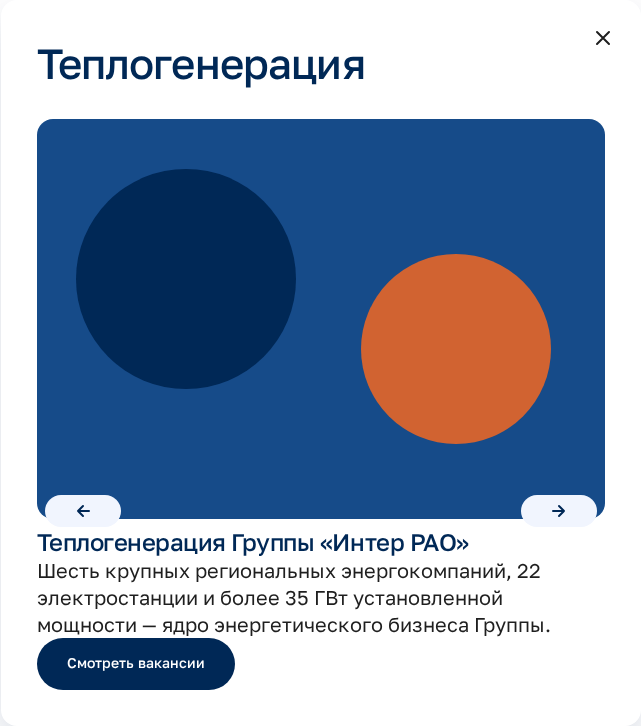 Теплогенерация
Теплогенерация Группы «Интер РАО»
Шесть крупных региональных энергокомпаний, 22
электростанции и более 35 ГВт установленной
мощности — ядро энергетического бизнеса Группы.
Смотреть вакансии